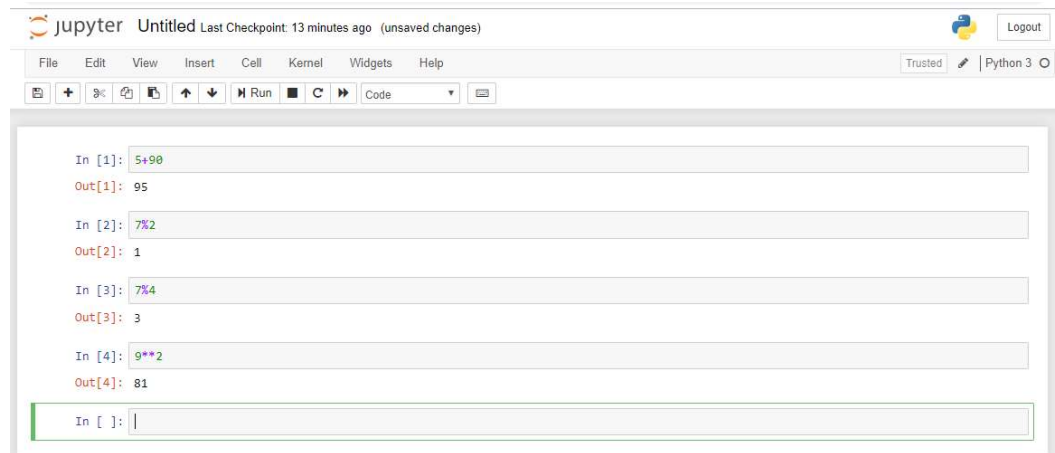 jupyter Untitled Last Checkpoint: 13 minutes ago (unsaved changes) Logout
File Edit View Insert Cell Kernel Widgets Help Trusted Python 3
Run Code
In [1]: 5+90
Out[1]: 95
In [2]: 7%2
Out[2]: 1
In [3]: 7%4
Out[3]: 3
In [4]: 9**2
Out[4]: 81
In [ ]: